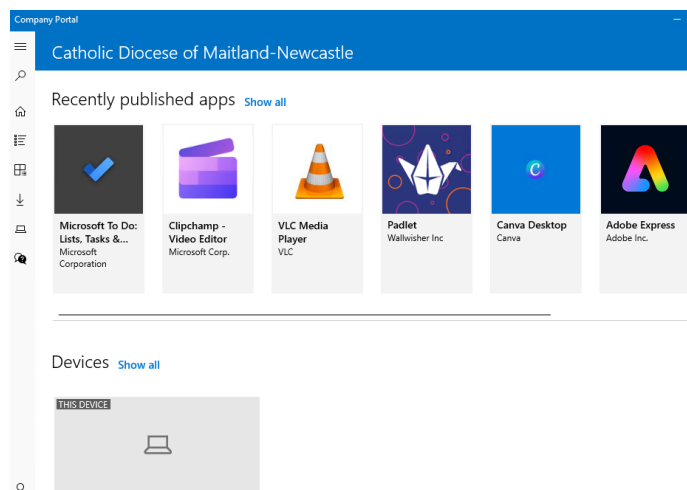 Company Portal
Catholic Diocese of Maitland-Newcastle
Recently published apps Show all
Microsoft To Do:
Lists, Tasks &...
Microsoft
Corporation
Clipchamp -
Video Editor
Microsoft Corp.
VLC Media
Player
VLC
Padlet
Wallwisher Inc
C
Canva Desktop
Canva
Adobe Express
Adobe Inc.
Devices Show all
THIS DEVICE